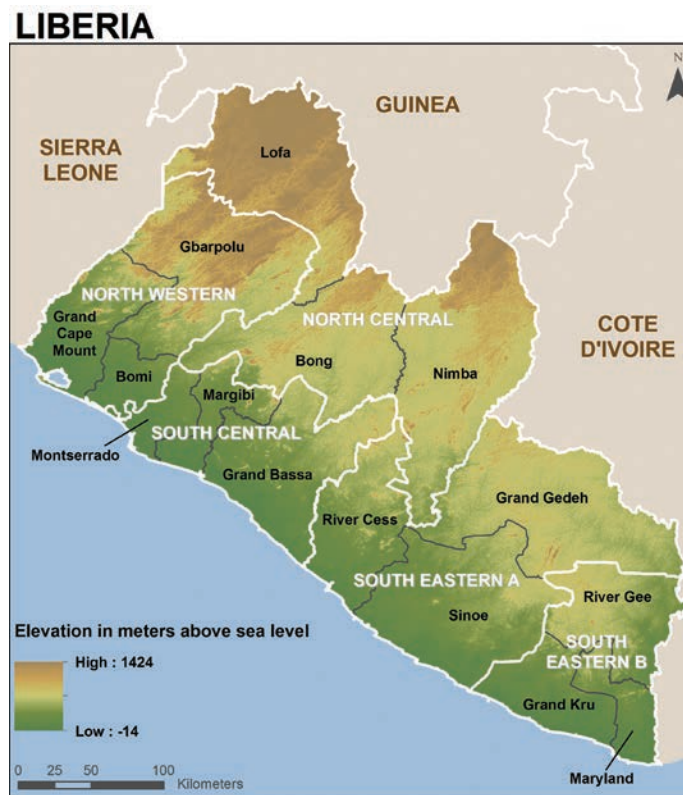 LIBERIA
N
GUINEA
SIERRA
LEONE
Lofa
Gbarpolu
NORTH WESTERN
NORTH CENTRAL
Grand
Cape
Mount
COTE
D'IVOIRE
Bong
Nimba
Bomi
Margibi
SOUTH CENTRAL
Montserrado
Grand Bassa
Grand Gedeh
River Cess
SOUTH EASTERN A
River Gee
Sinoe
SOUTH
EASTERN B
Grand Kru
Maryland
Elevation in meters above sea level
High : 1424
Low : -14
0 25 50 100
Kilometers